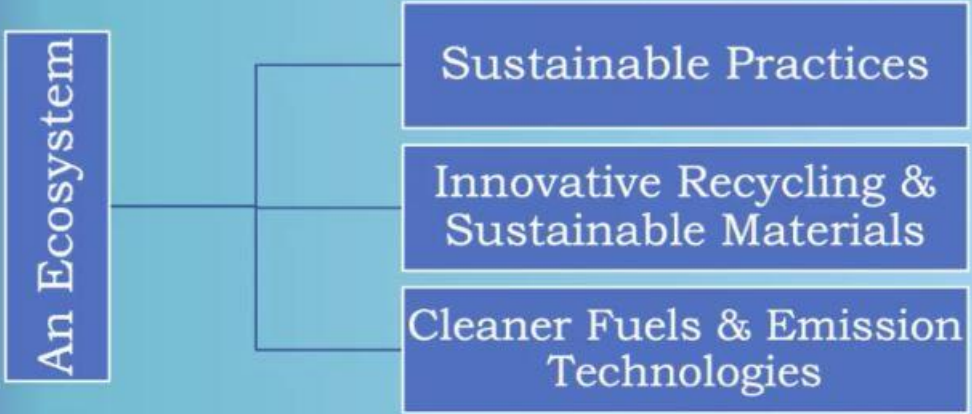 An Ecosystem
Sustainable Practices
Innovative Recycling &
Sustainable Materials
Cleaner Fuels & Emission
Technologies